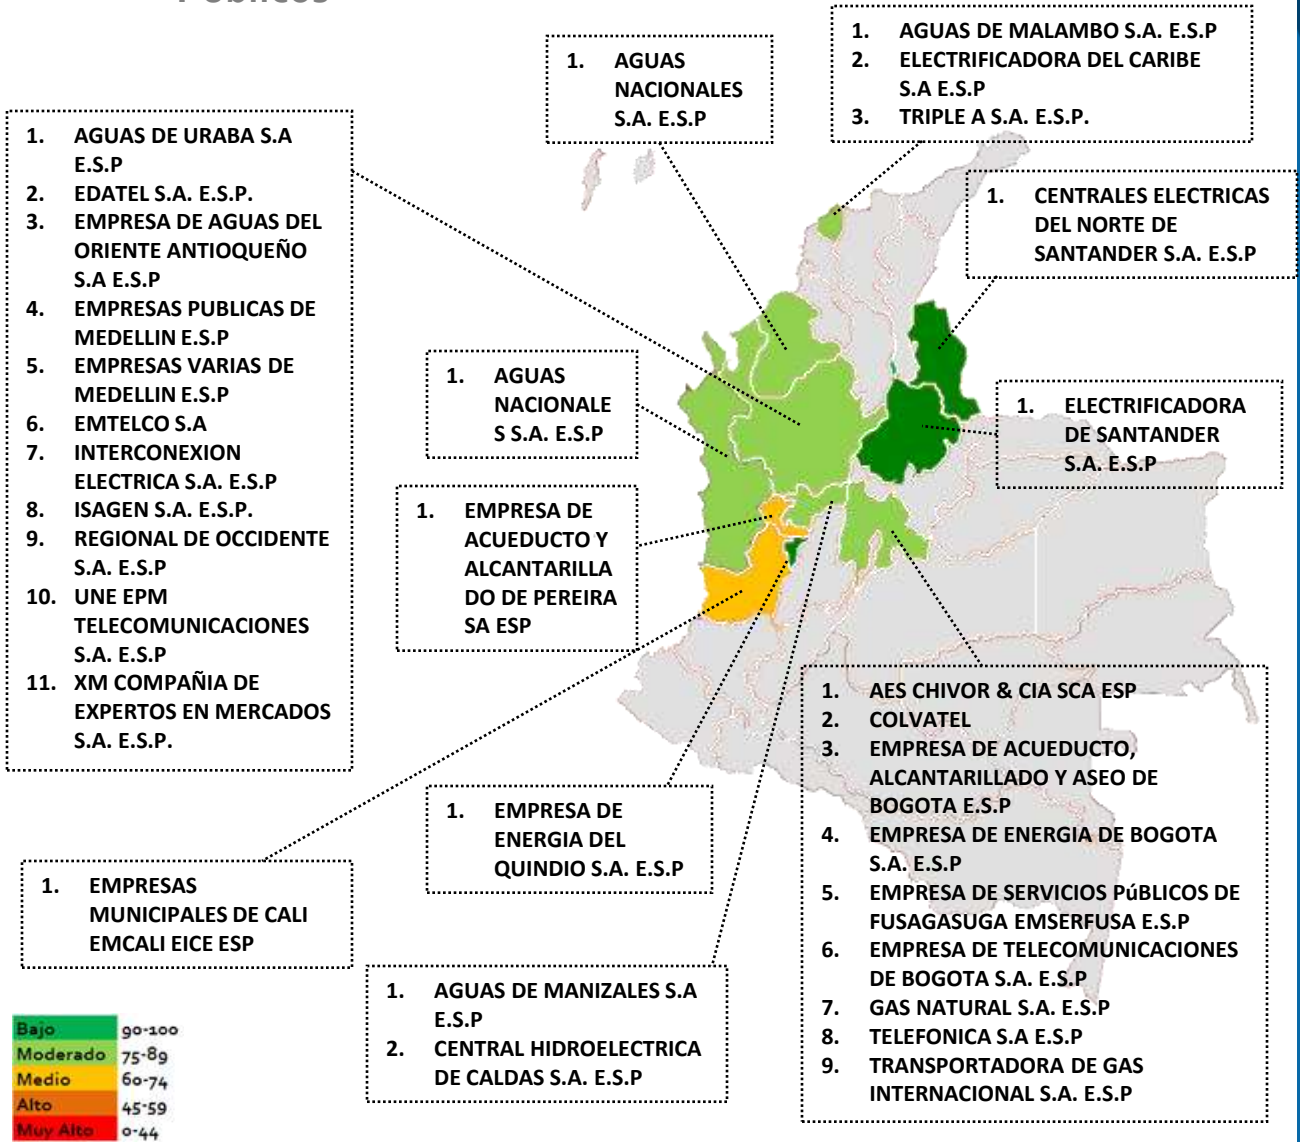 Públicos
1. AGUAS DE MALAMBO S.A. E.S.P
2. ELECTRIFICADORA DEL CARIBE
S.A E.S.P
3. TRIPLE A S.A. E.S.P.
1. AGUAS
NACIONALES
S.A. E.S.P
1. AGUAS DE URABA S.A
E.S.P
2. EDATEL S.A. E.S.P.
3. EMPRESA DE AGUAS DEL
ORIENTE ANTIOQUEÑO
S.A E.S.P
4. EMPRESAS PUBLICAS DE
MEDELLIN E.S.P
5. EMPRESAS VARIAS DE
MEDELLIN E.S.P
6. EMTELCO S.A
7. INTERCONEXION
ELECTRICA S.A. E.S.P
8. ISAGEN S.A. E.S.P.
9. REGIONAL DE OCCIDENTE
S.A. E.S.P
10. UNE EPM
TELECOMUNICACIONES
S.A. E.S.P
11. XM COMPAÑIA DE
EXPERTOS EN MERCADOS
S.A. E.S.P.
1. CENTRALES ELECTRICAS
DEL NORTE DE
SANTANDER S.A. E.S.P
1. AGUAS
NACIONALE
S S.A. E.S.P
1. ELECTRIFICADORA
DE SANTANDER
S.A. E.S.P
1. EMPRESA DE
ACUEDUCTO Y
ALCANTARILLA
DO DE PEREIRA
SA ESP
1. AES CHIVOR & CIA SCA ESP
2. COLVATEL
3. EMPRESA DE ACUEDUCTO,
ALCANTARILLADO Y ASEO DE
BOGOTA E.S.P
4. EMPRESA DE ENERGIA DE BOGOTA
S.A. E.S.P
5. EMPRESA DE SERVICIOS PúBLICOS DE
FUSAGASUGA EMSERFUSA E.S.P
6. EMPRESA DE TELECOMUNICACIONES
DE BOGOTA S.A. E.S.P
7. GAS NATURAL S.A. E.S.P
8. TELEFONICA S.A E.S.P
9. TRANSPORTADORA DE GAS
INTERNACIONAL S.A. E.S.P
1. EMPRESA DE
ENERGIA DEL
QUINDIO S.A. E.S.P
1. EMPRESAS
MUNICIPALES DE CALI
EMCALI EICE ESP
1. AGUAS DE MANIZALES S.A
E.S.P
2. CENTRAL HIDROELECTRICA
DE CALDAS S.A. E.S.P
Bajo 90-100
Moderado 75-89
Medio 60-74
Alto 45-59
Muy Alto 0-44